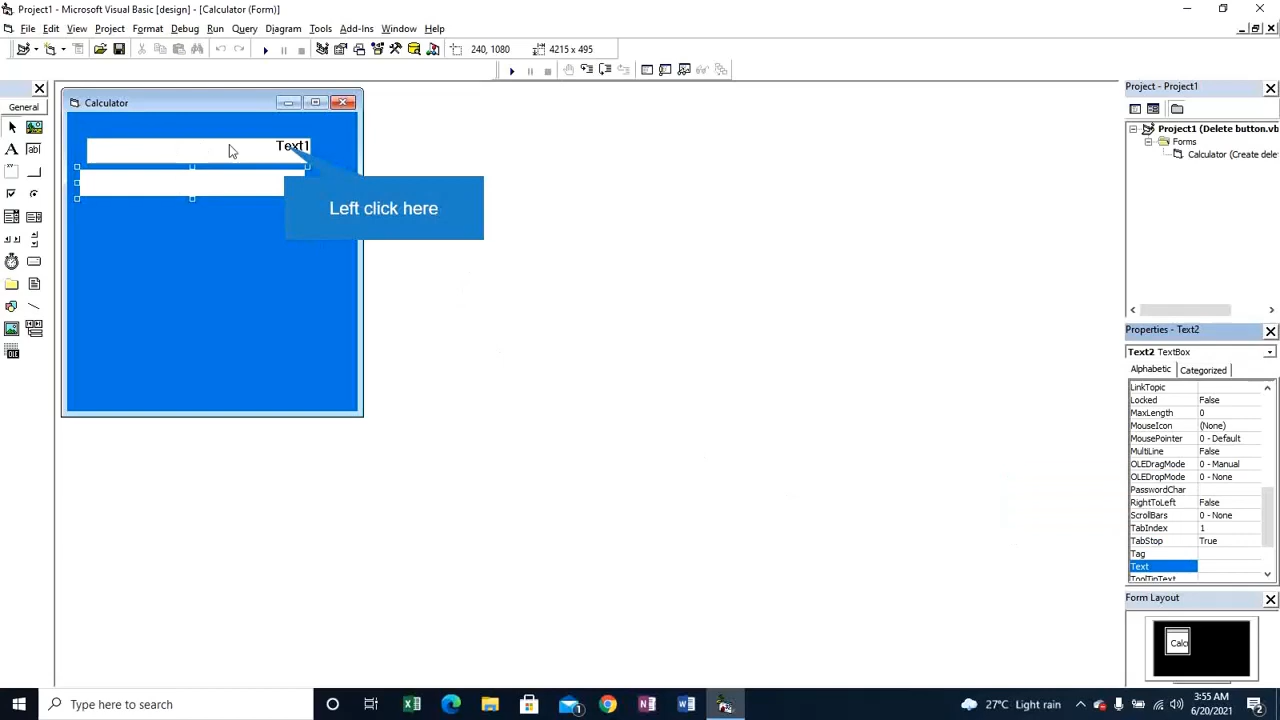 Project1 - Microsoft Visual Basic [design] - [Calculator (Form)]
File Edit View Project Format Debug Run Query Diagram Tools Add-Ins Window Help
240, 1080 4215 x 495
General
Calculator
Text1
Left click here
Project - Project1
Project1 (Delete button.vb
Forms
Calculator (Create dele
Properties - Text2
Text2 TextBox
Alphabetic Categorized
LinkTopic
Locked False
MaxLength 0
MouseIcon (None)
MousePointer 0 - Default
MultiLine False
OLEDragMode 0 - Manual
OLEDropMode 0 - None
PasswordChar
RightToLeft False
ScrollBars 0 - None
TabIndex 1
TabStop True
Tag
Text
ToolTipText
Form Layout
Calc
Type here to search
27°C Light rain
3:55 AM
6/20/2021